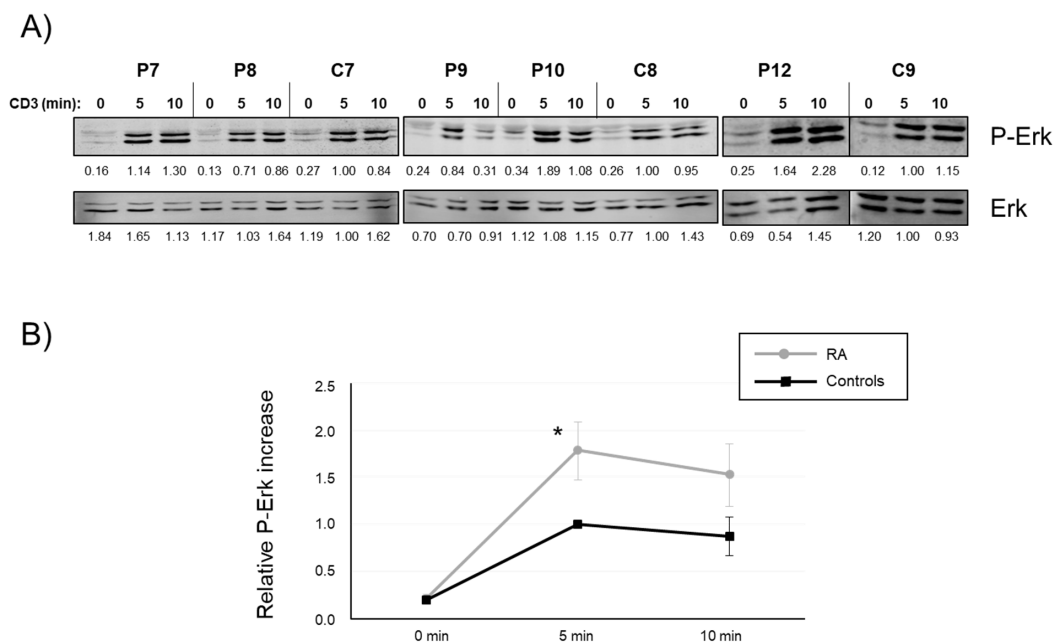 A)
P7 P8 C7 P9 P10 C8 P12 C9
CD3 (min): 0 5 10 0 5 10 0 5 10 0 5 10 0 5 10 0 5 10 0 5 10 0 5 10
P-Erk
0.16 1.14 1.30 0.13 0.71 0.86 0.27 1.00 0.84 0.24 0.84 0.31 0.34 1.89 1.08 0.26 1.00 0.95 0.25 1.64 2.28 0.12 1.00 1.15
Erk
1.84 1.65 1.13 1.17 1.03 1.64 1.19 1.00 1.62 0.70 0.70 0.91 1.12 1.08 1.15 0.77 1.00 1.43 0.69 0.54 1.45 1.20 1.00 0.93
B)
RA
Controls
Relative P-Erk increase
2.5
2.0
1.5
1.0
0.5
0.0
*
0 min 5 min 10 min